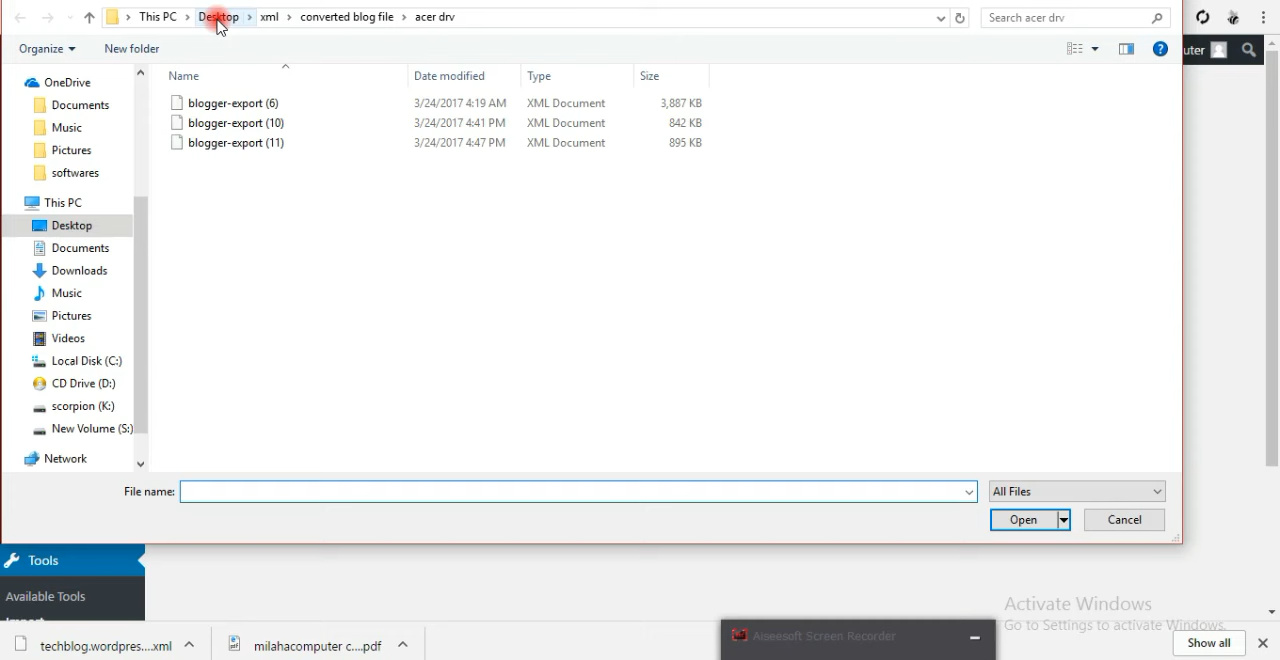 This PC > Desktop > xml > converted blog file > acer drv
Search acer drv
Organize
New folder
uter
OneDrive
Documents
Music
Pictures
softwares
This PC
Desktop
Documents
Downloads
Music
Pictures
Videos
Local Disk (C:)
CD Drive (D:)
scorpion (K:)
New Volume (S:)
Network
Name Date modified Type Size
blogger-export (6) 3/24/2017 4:19 AM XML Document 3,887 KB
blogger-export (10) 3/24/2017 4:41 PM XML Document 842 KB
blogger-export (11) 3/24/2017 4:47 PM XML Document 895 KB
File name:
All Files
Open
Cancel
Tools
Available Tools
Activate Windows
Go to Settings to activate Windows.
techblog.wordpres....xml
milahacomputer c....pdf
Aiseesoft Screen Recorder
Show all